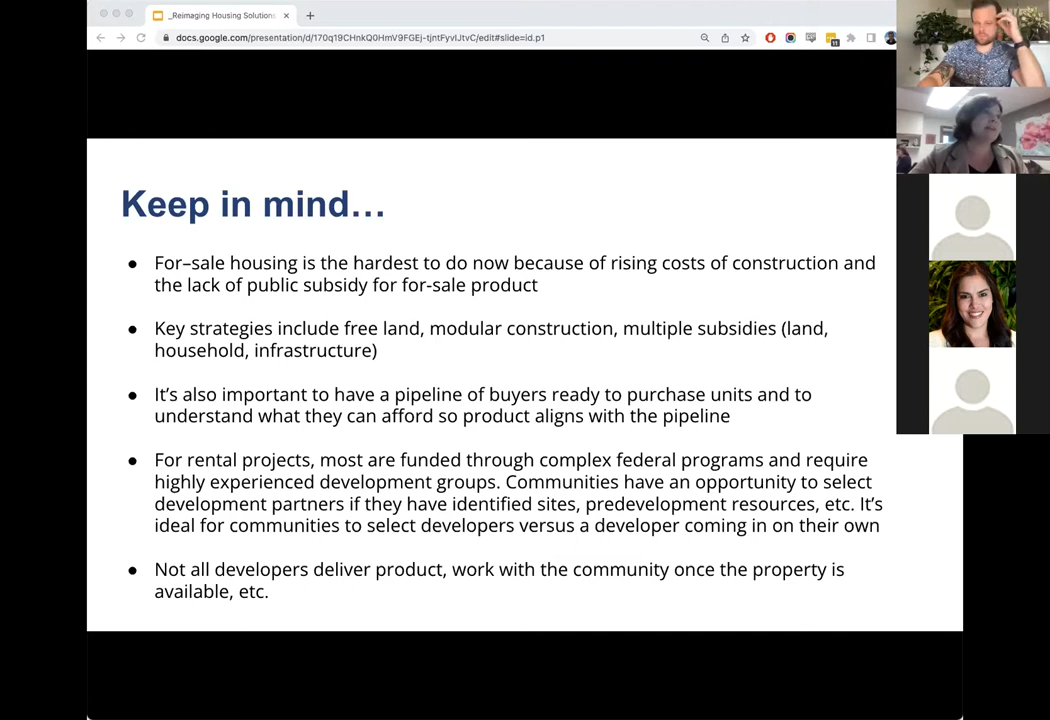 _Reimaging Housing Solutions
docs.google.com/presentation/d/170q19CHnkQ0HmV9FGEj-tjntFyvIJtvC/edit#slide=id.p1
11
Keep in mind…
● For–sale housing is the hardest to do now because of rising costs of construction and
the lack of public subsidy for for-sale product
● Key strategies include free land, modular construction, multiple subsidies (land,
household, infrastructure)
● It’s also important to have a pipeline of buyers ready to purchase units and to
understand what they can afford so product aligns with the pipeline
● For rental projects, most are funded through complex federal programs and require
highly experienced development groups. Communities have an opportunity to select
development partners if they have identified sites, predevelopment resources, etc. It’s
ideal for communities to select developers versus a developer coming in on their own
● Not all developers deliver product, work with the community once the property is
available, etc.